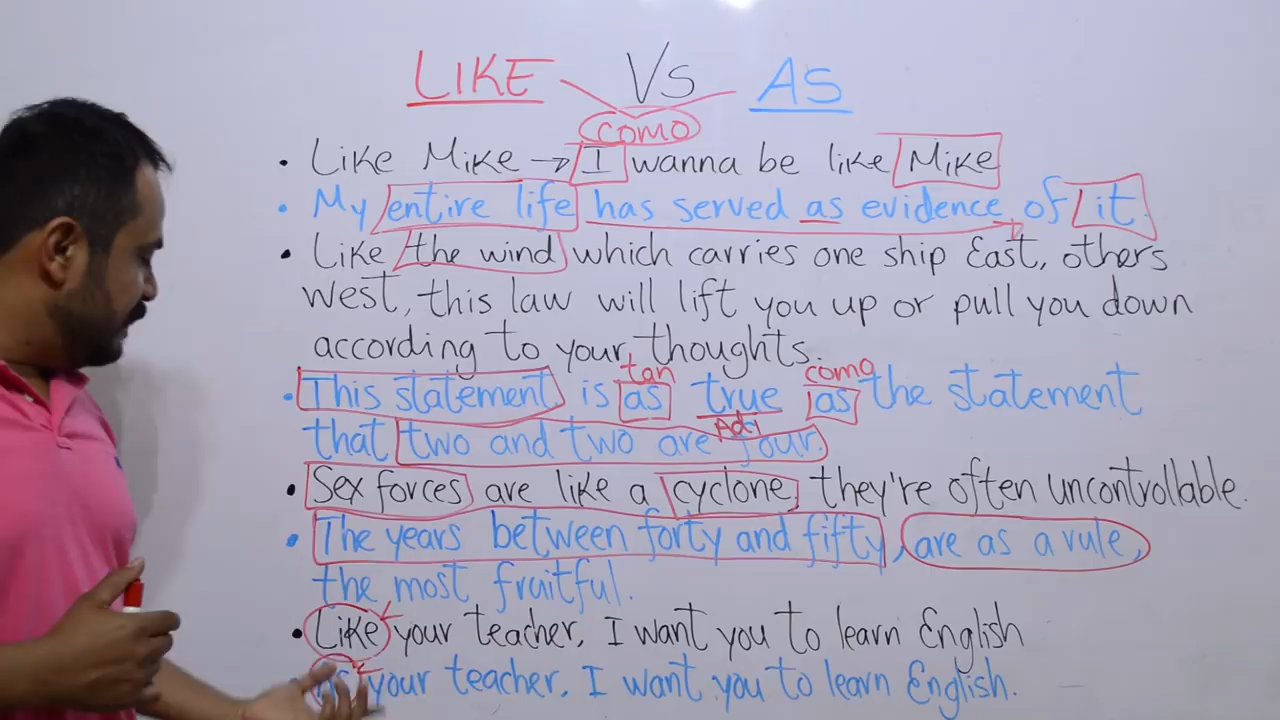 LIKE Vs AS
como
• Like Mike → I wanna be like Mike
• My entire life has served as evidence of it.
• Like the wind which carries one ship East, others
West, this law will lift you up or pull you down
according to your thoughts.
tan como
• This statement is as true as the statement
Adj
that two and two are four.
• Sex forces are like a cyclone, they're often uncontrollable.
• The years between forty and fifty, are as a rule,
the most fruitful.
• Like your teacher, I want you to learn English
• As your teacher, I want you to learn English.